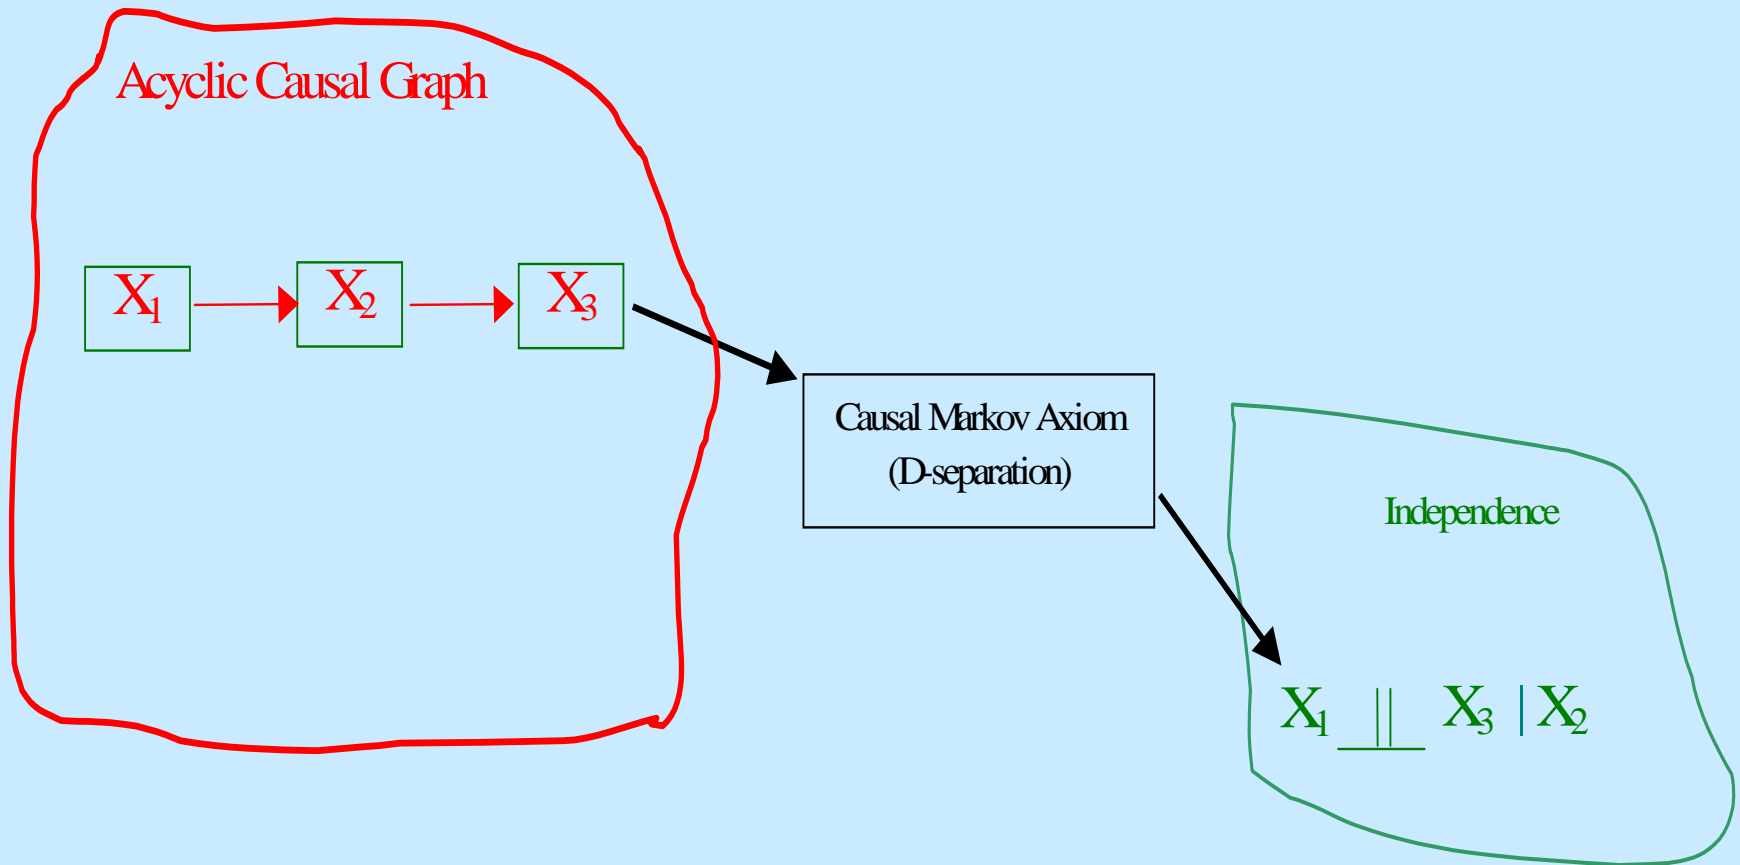 Acyclic Causal Graph
X₁ X₂ X₃
Causal Markov Axiom
(D-separation)
Independence
X₁ _||_ X₃ | X₂